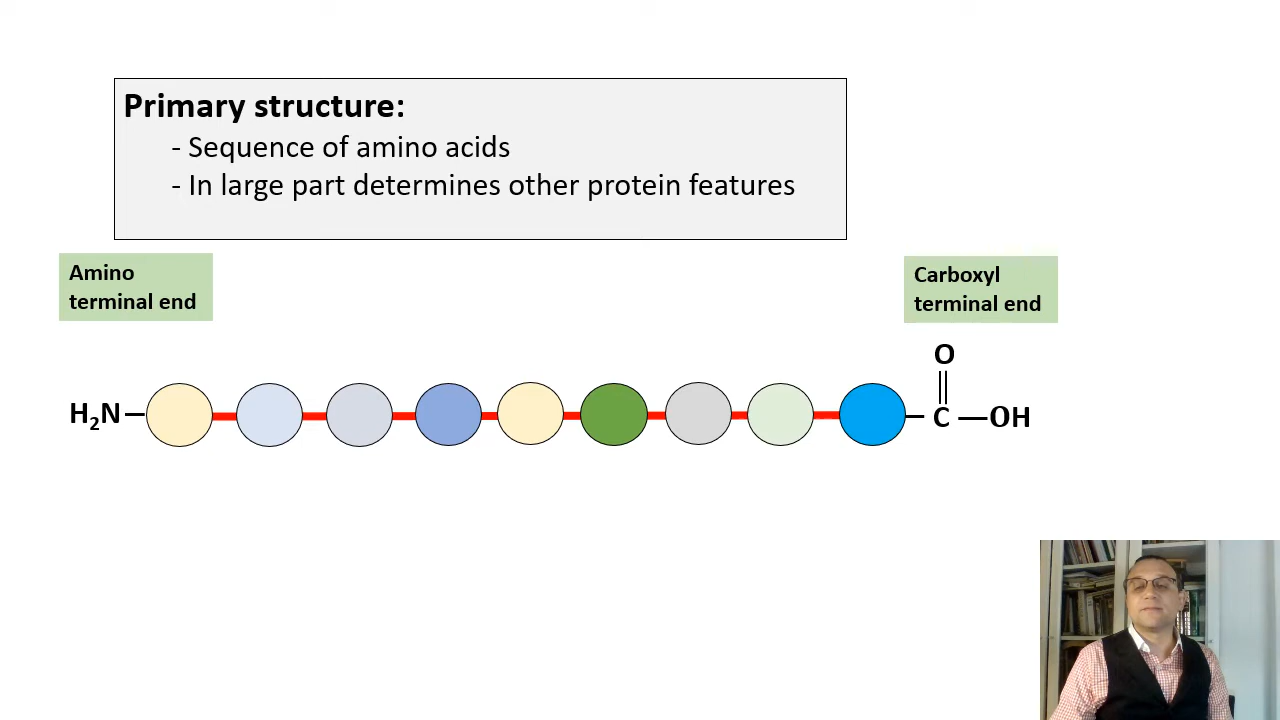 Primary structure:
- Sequence of amino acids
- In large part determines other protein features
Amino
terminal end
Carboxyl
terminal end
O
H₂N
C
OH